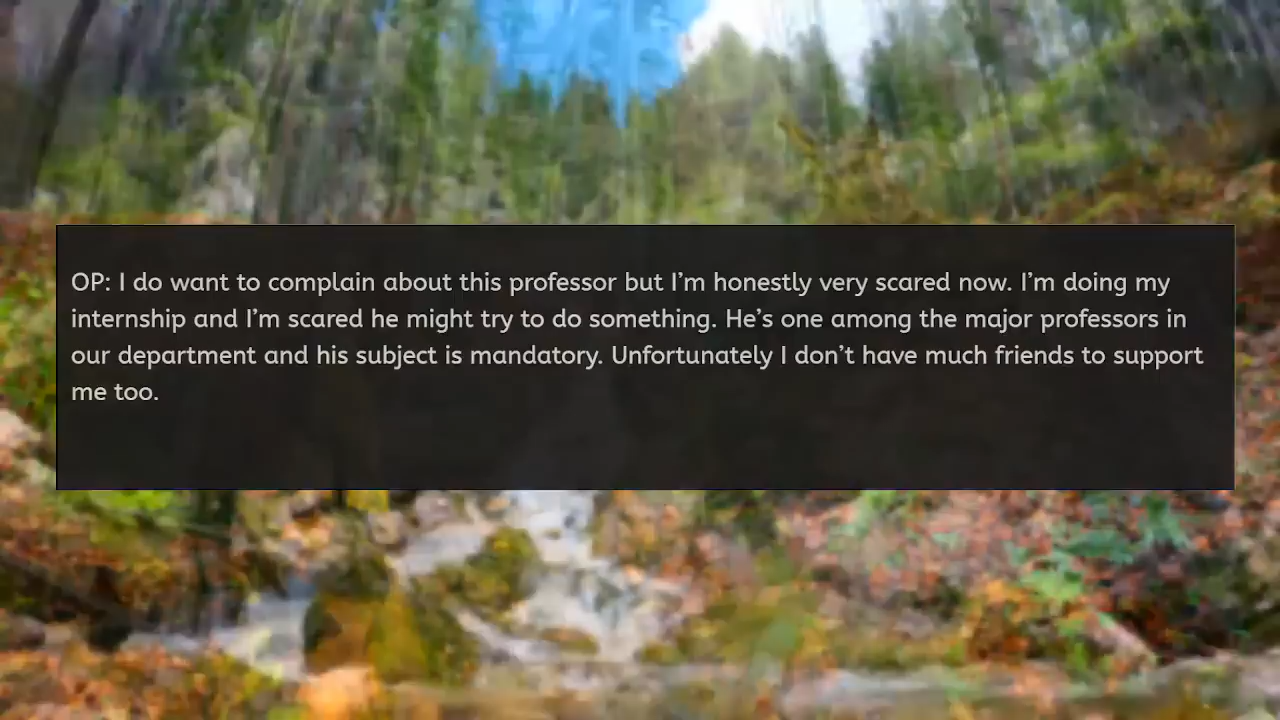 OP: I do want to complain about this professor but I’m honestly very scared now. I’m doing my
internship and I’m scared he might try to do something. He’s one among the major professors in
our department and his subject is mandatory. Unfortunately I don’t have much friends to support
me too.